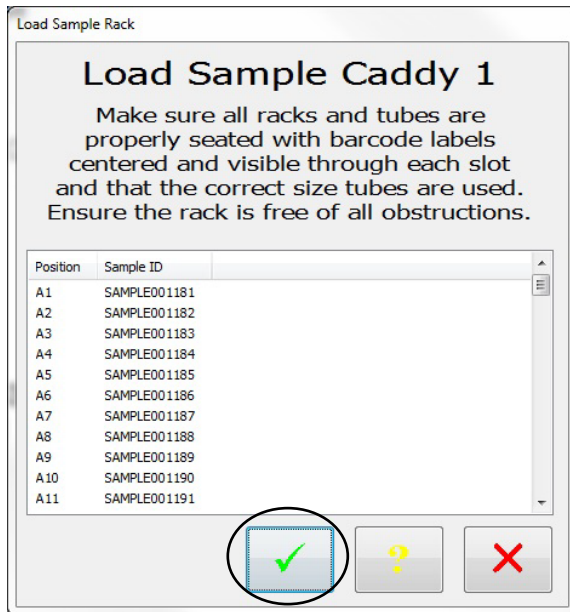 Load Sample Rack
Load Sample Caddy 1
Make sure all racks and tubes are
properly seated with barcode labels
centered and visible through each slot
and that the correct size tubes are used.
Ensure the rack is free of all obstructions.
Position Sample ID
A1 SAMPLE001181
A2 SAMPLE001182
A3 SAMPLE001183
A4 SAMPLE001184
A5 SAMPLE001185
A6 SAMPLE001186
A7 SAMPLE001187
A8 SAMPLE001188
A9 SAMPLE001189
A10 SAMPLE001190
A11 SAMPLE001191
?